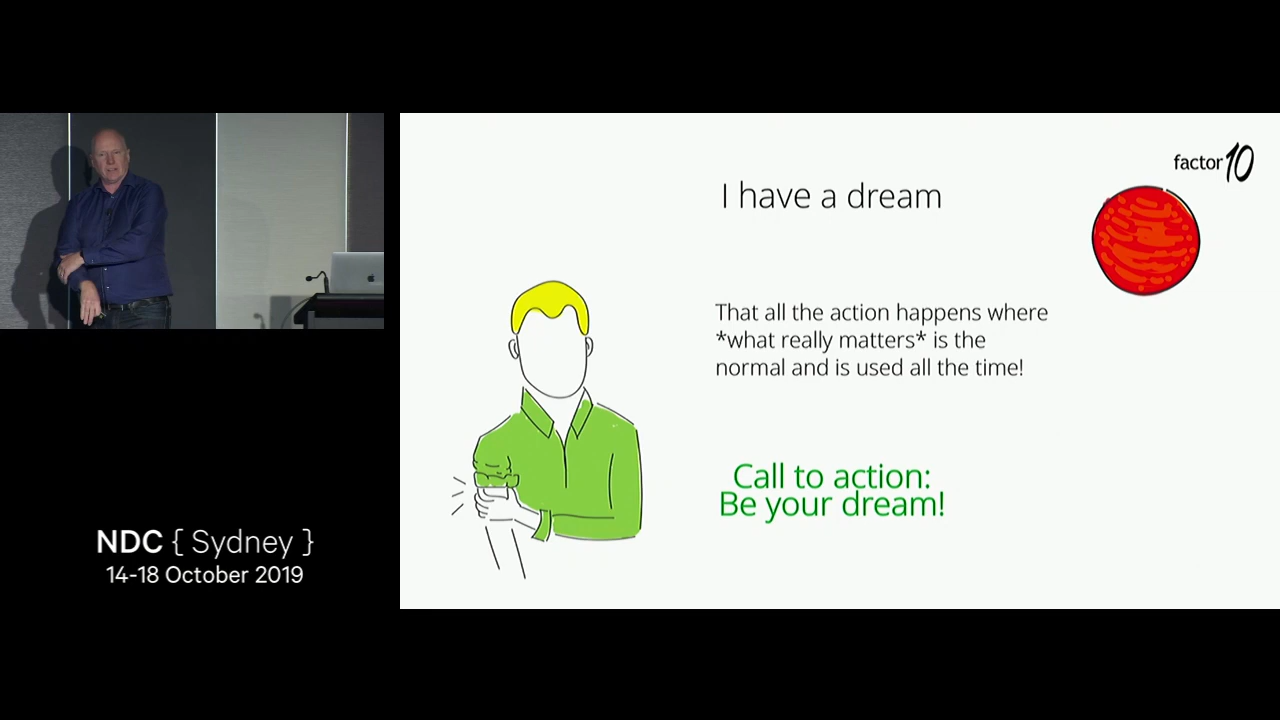 factor10
I have a dream
That all the action happens where
*what really matters* is the
normal and is used all the time!
Call to action:
Be your dream!
NDC { Sydney }
14-18 October 2019